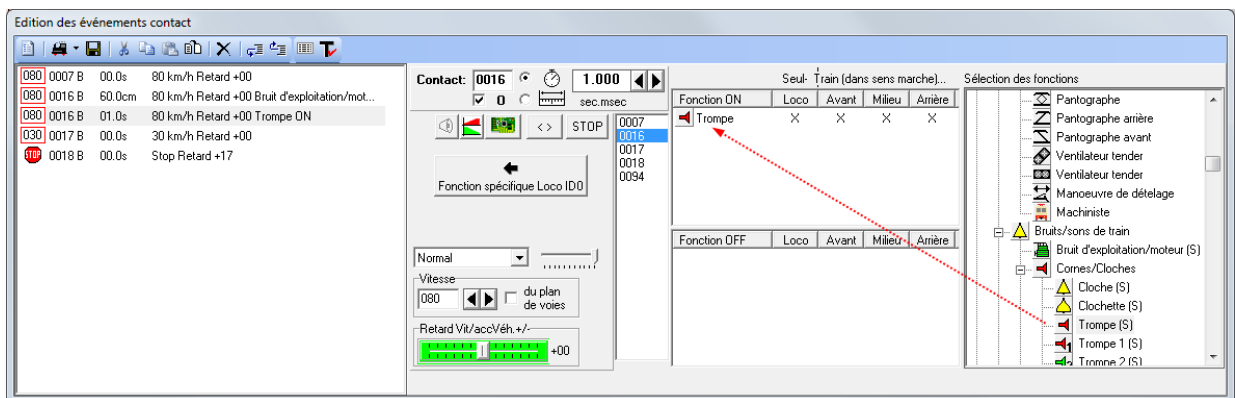 Edition des événements contact
080 0007 B 00.0s 80 km/h Retard +00
080 0016 B 60.0cm 80 km/h Retard +00 Bruit d'exploitation/mot...
080 0016 B 01.0s 80 km/h Retard +00 Trompe ON
030 0017 B 00.0s 30 km/h Retard +00
STOP 0018 B 00.0s Stop Retard +17
Contact: 0016 1.000
0 sec.msec
<> STOP
Fonction spécifique Loco ID0
Normal
Vitesse
080 du plan
de voies
Retard Vit/accVéh.+/-
+00
0007
0016
0017
0018
0094
Seul- Train (dans sens marche)...
Fonction ON Loco Avant Milieu Arrière
Trompe X X X X
Fonction OFF Loco Avant Milieu Arrière
Sélection des fonctions
Pantographe
Pantographe arrière
Pantographe avant
Ventilateur tender
Ventilateur tender
Manoeuvre de dételage
Machiniste
Bruits/sons de train
Bruit d'exploitation/moteur (S)
Cornes/Cloches
Cloche (S)
Clochette (S)
Trompe (S)
1 Trompe 1 (S)
2 Trompe 2 (S)